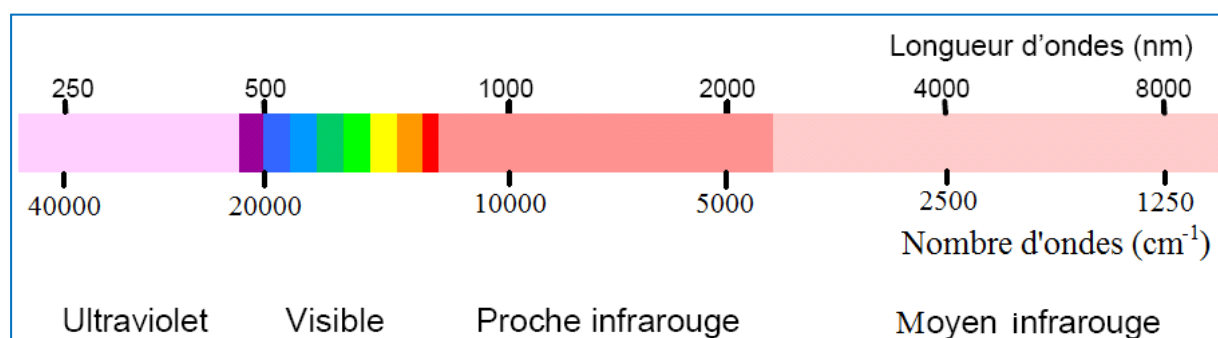 Longueur d'ondes (nm)
250 500 1000 2000 4000 8000
40000 20000 10000 5000 2500 1250
Nombre d'ondes (cm⁻¹)
Ultraviolet Visible Proche infrarouge Moyen infrarouge